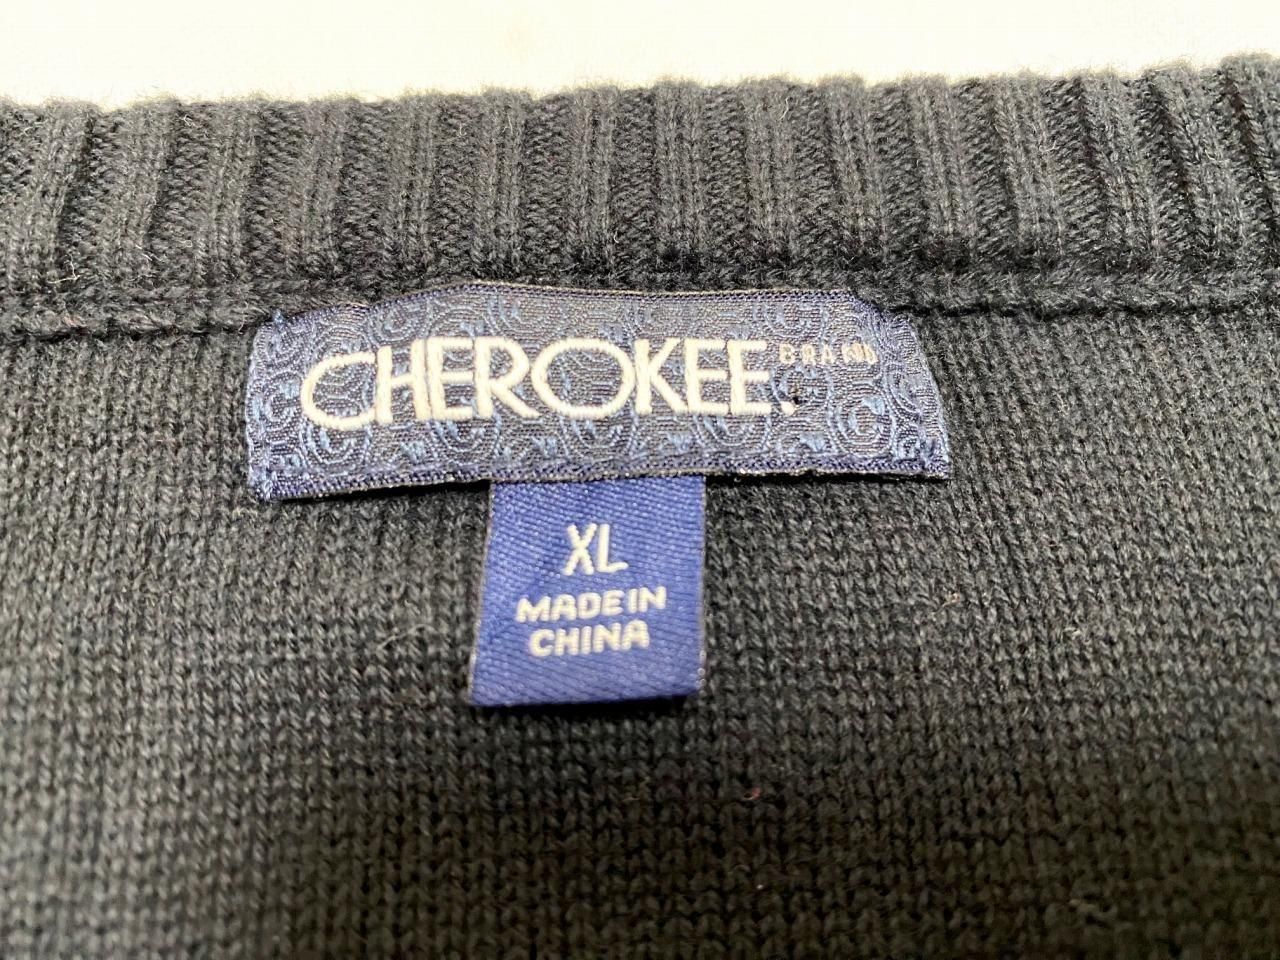 CHEROKEE. BRAND
XL
MADE IN
CHINA